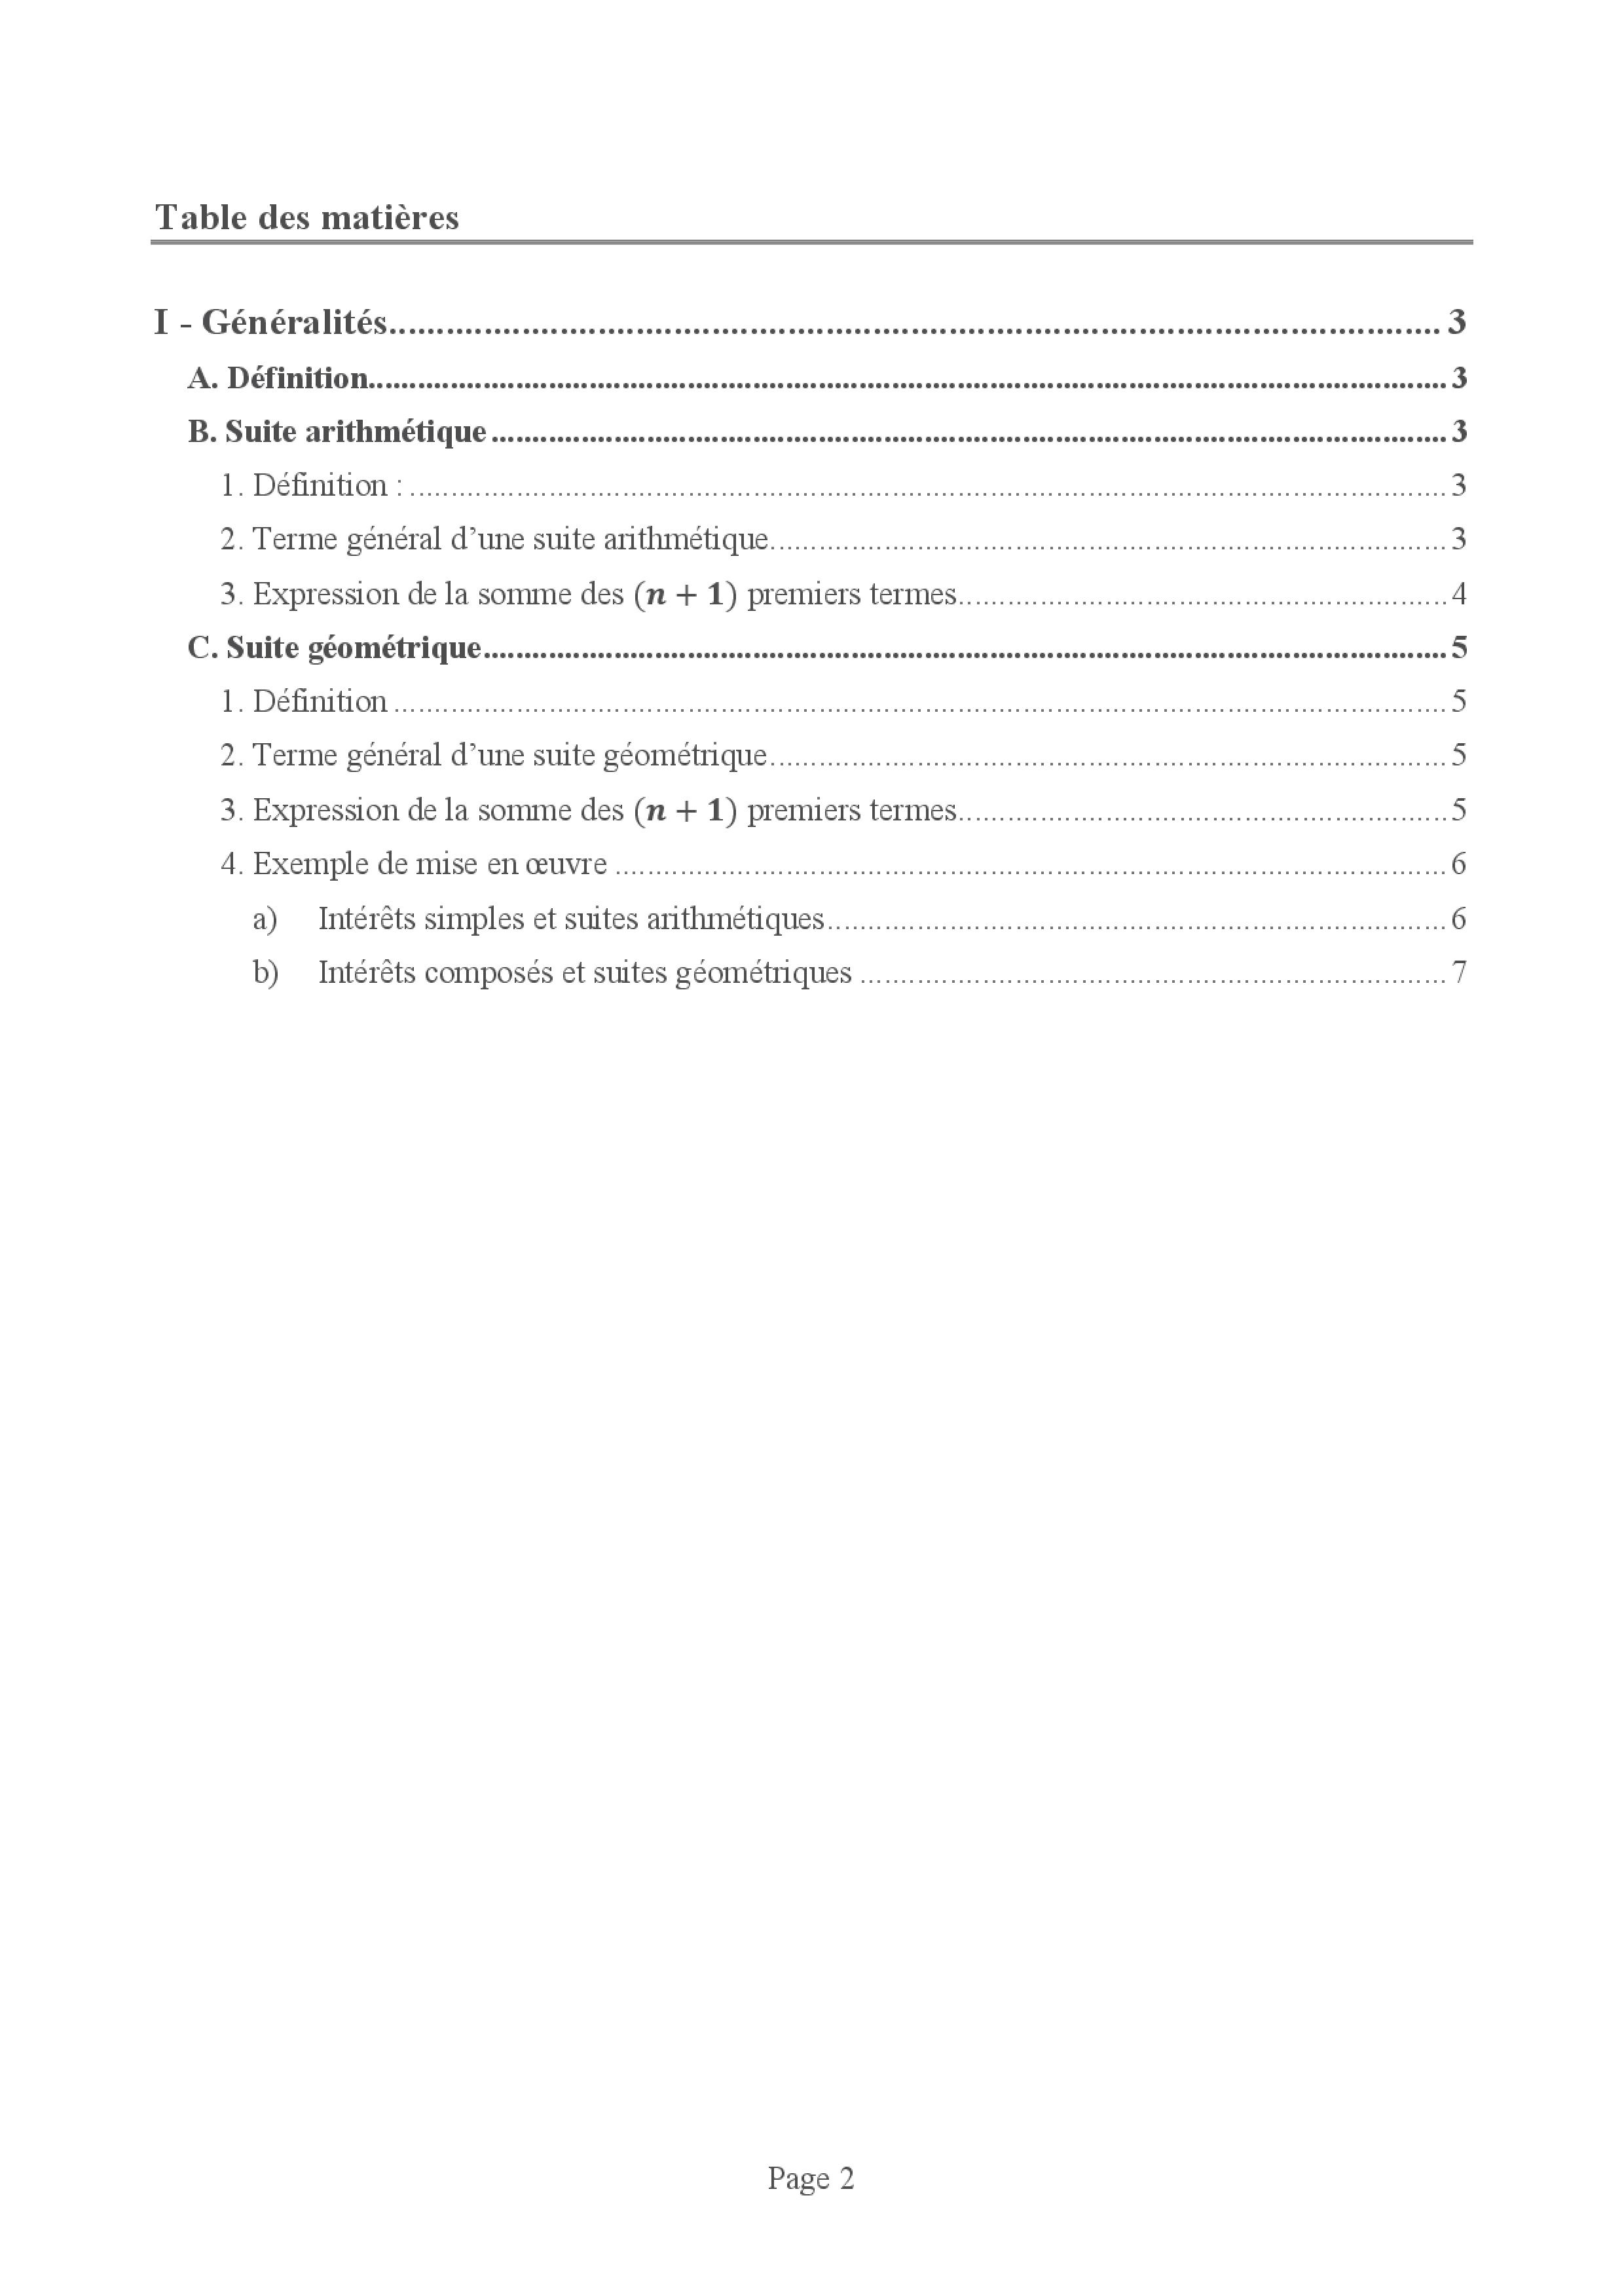 Table des matières
I - Généralités.......... 3
A. Définition.......... 3
B. Suite arithmétique .......... 3
1. Définition : .......... 3
2. Terme général d’une suite arithmétique.......... 3
3. Expression de la somme des (n + 1) premiers termes.......... 4
C. Suite géométrique.......... 5
1. Définition .......... 5
2. Terme général d’une suite géométrique.......... 5
3. Expression de la somme des (n + 1) premiers termes.......... 5
4. Exemple de mise en œuvre .......... 6
a) Intérêts simples et suites arithmétiques.......... 6
b) Intérêts composés et suites géométriques .......... 7
Page 2